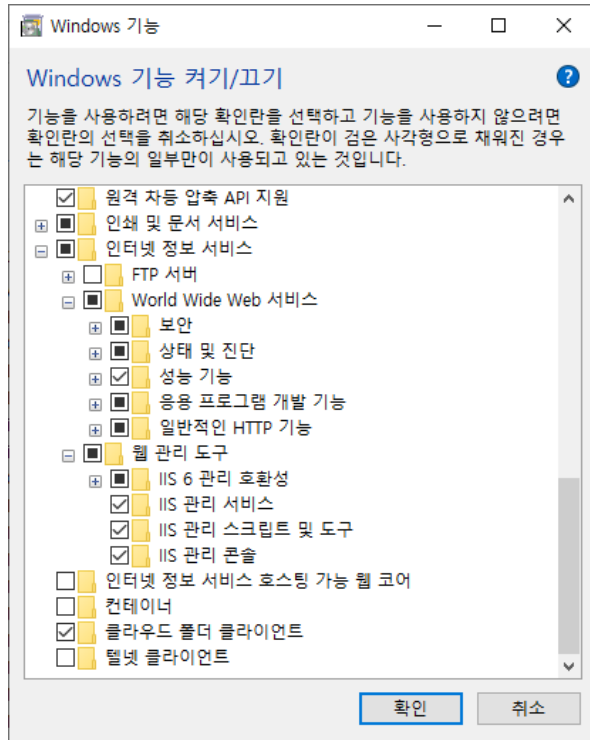 Windows 기능
Windows 기능 켜기/끄기
기능을 사용하려면 해당 확인란을 선택하고 기능을 사용하지 않으려면
확인란의 선택을 취소하십시오. 확인란이 검은 사각형으로 채워진 경우
는 해당 기능의 일부만이 사용되고 있는 것입니다.
원격 차등 압축 API 지원
인쇄 및 문서 서비스
인터넷 정보 서비스
FTP 서버
World Wide Web 서비스
보안
상태 및 진단
성능 기능
응용 프로그램 개발 기능
일반적인 HTTP 기능
웹 관리 도구
IIS 6 관리 호환성
IIS 관리 서비스
IIS 관리 스크립트 및 도구
IIS 관리 콘솔
인터넷 정보 서비스 호스팅 가능 웹 코어
컨테이너
클라우드 폴더 클라이언트
텔넷 클라이언트
확인 취소